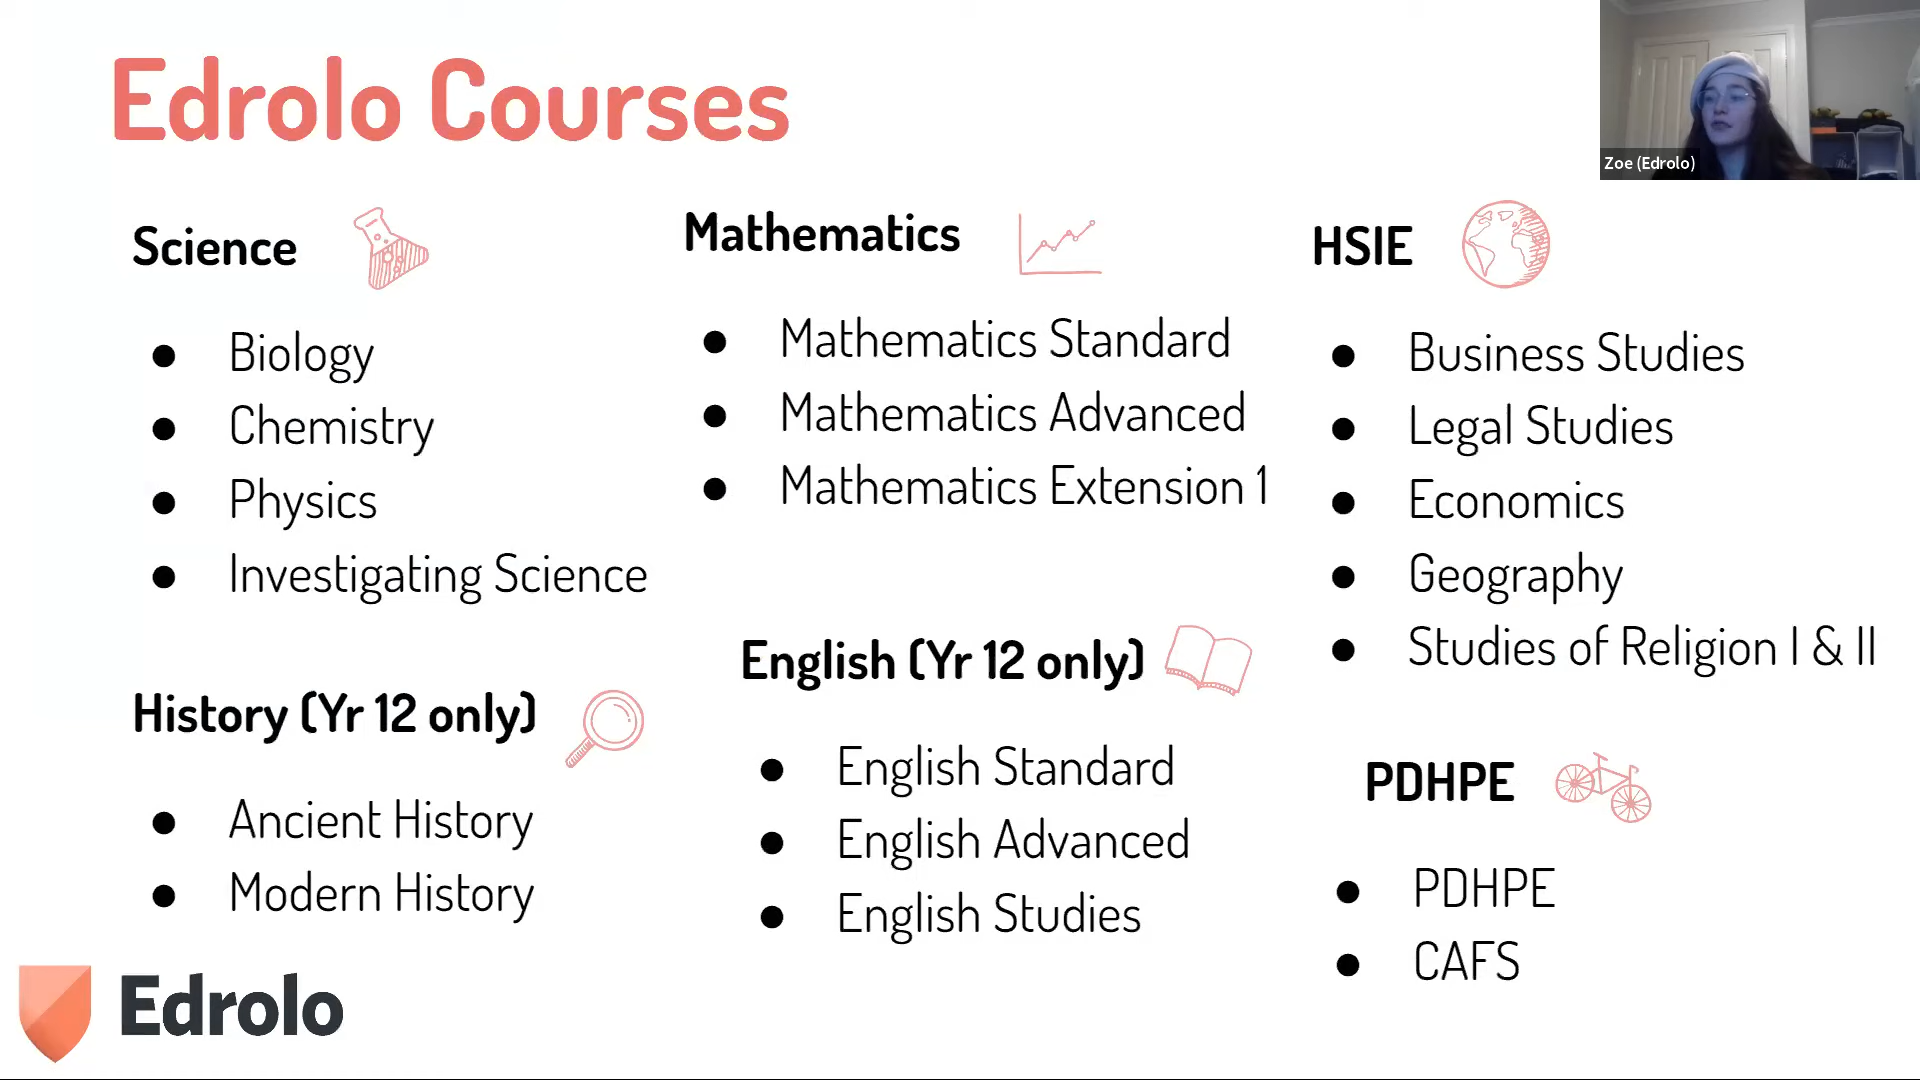 Edrolo Courses
Zoe (Edrolo)
Science
Biology
Chemistry
Physics
Investigating Science
Mathematics
Mathematics Standard
Mathematics Advanced
Mathematics Extension 1
HSIE
Business Studies
Legal Studies
Economics
Geography
Studies of Religion I & II
History (Yr 12 only)
Ancient History
Modern History
English (Yr 12 only)
English Standard
English Advanced
English Studies
PDHPE
PDHPE
CAFS
Edrolo